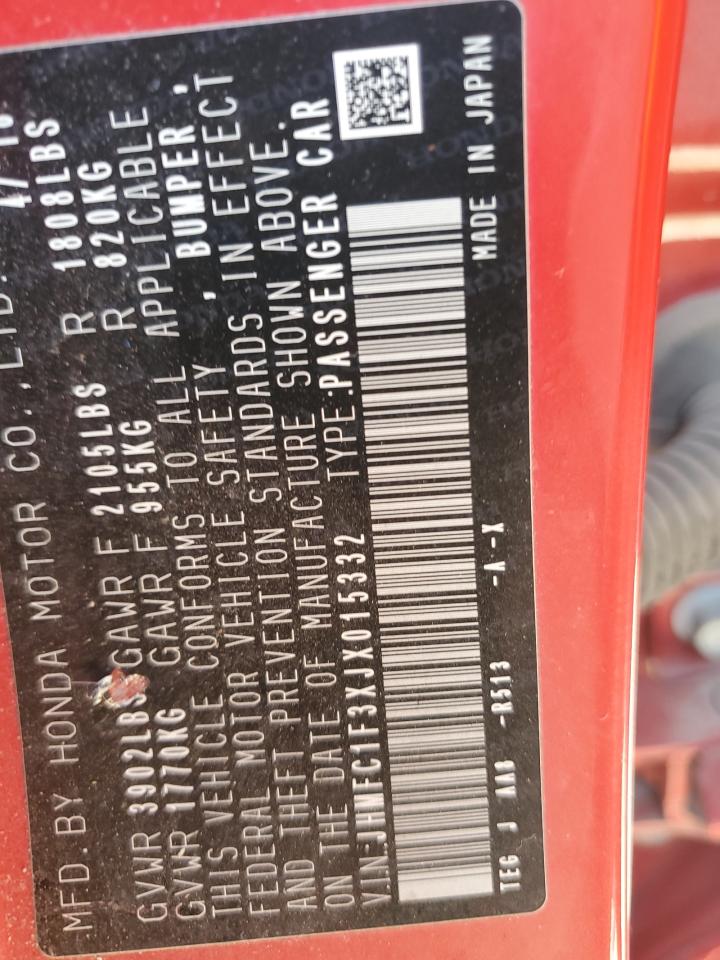 MFD.BY HONDA MOTOR CO.,LTD.
GVWR 3902LBS GAWR F 2105LBS R 1808LBS
GVWR 1770KG GAWR F 955KG R 820KG
THIS VEHICLE CONFORMS TO ALL APPLICABLE
FEDERAL MOTOR VEHICLE SAFETY , BUMPER ,
AND THEFT PREVENTION STANDARDS IN EFFECT
ON THE DATE OF MANUFACTURE SHOWN ABOVE.
V.I.N:JHMFC1F3XJX015332 TYPE:PASSENGER CAR
TEG J AAB -R513 -A -X MADE IN JAPAN